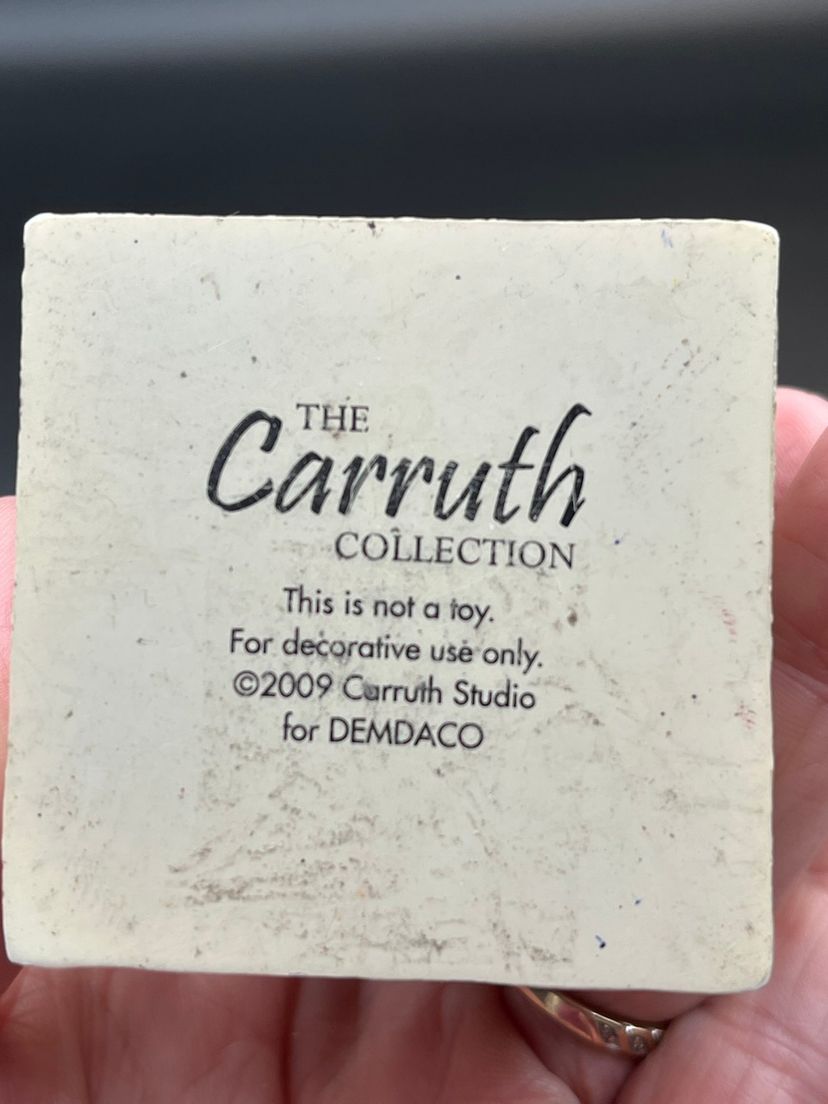 THE
Carruth
COLLECTION
This is not a toy.
For decorative use only.
©2009 Carruth Studio
for DEMDACO